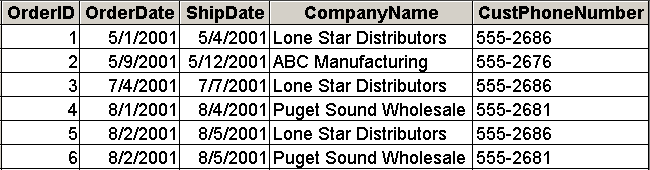 OrderID OrderDate ShipDate CompanyName CustPhoneNumber
1 5/1/2001 5/4/2001 Lone Star Distributors 555-2686
2 5/9/2001 5/12/2001 ABC Manufacturing 555-2676
3 7/4/2001 7/7/2001 Lone Star Distributors 555-2686
4 8/1/2001 8/4/2001 Puget Sound Wholesale 555-2681
5 8/2/2001 8/5/2001 Lone Star Distributors 555-2686
6 8/2/2001 8/5/2001 Puget Sound Wholesale 555-2681